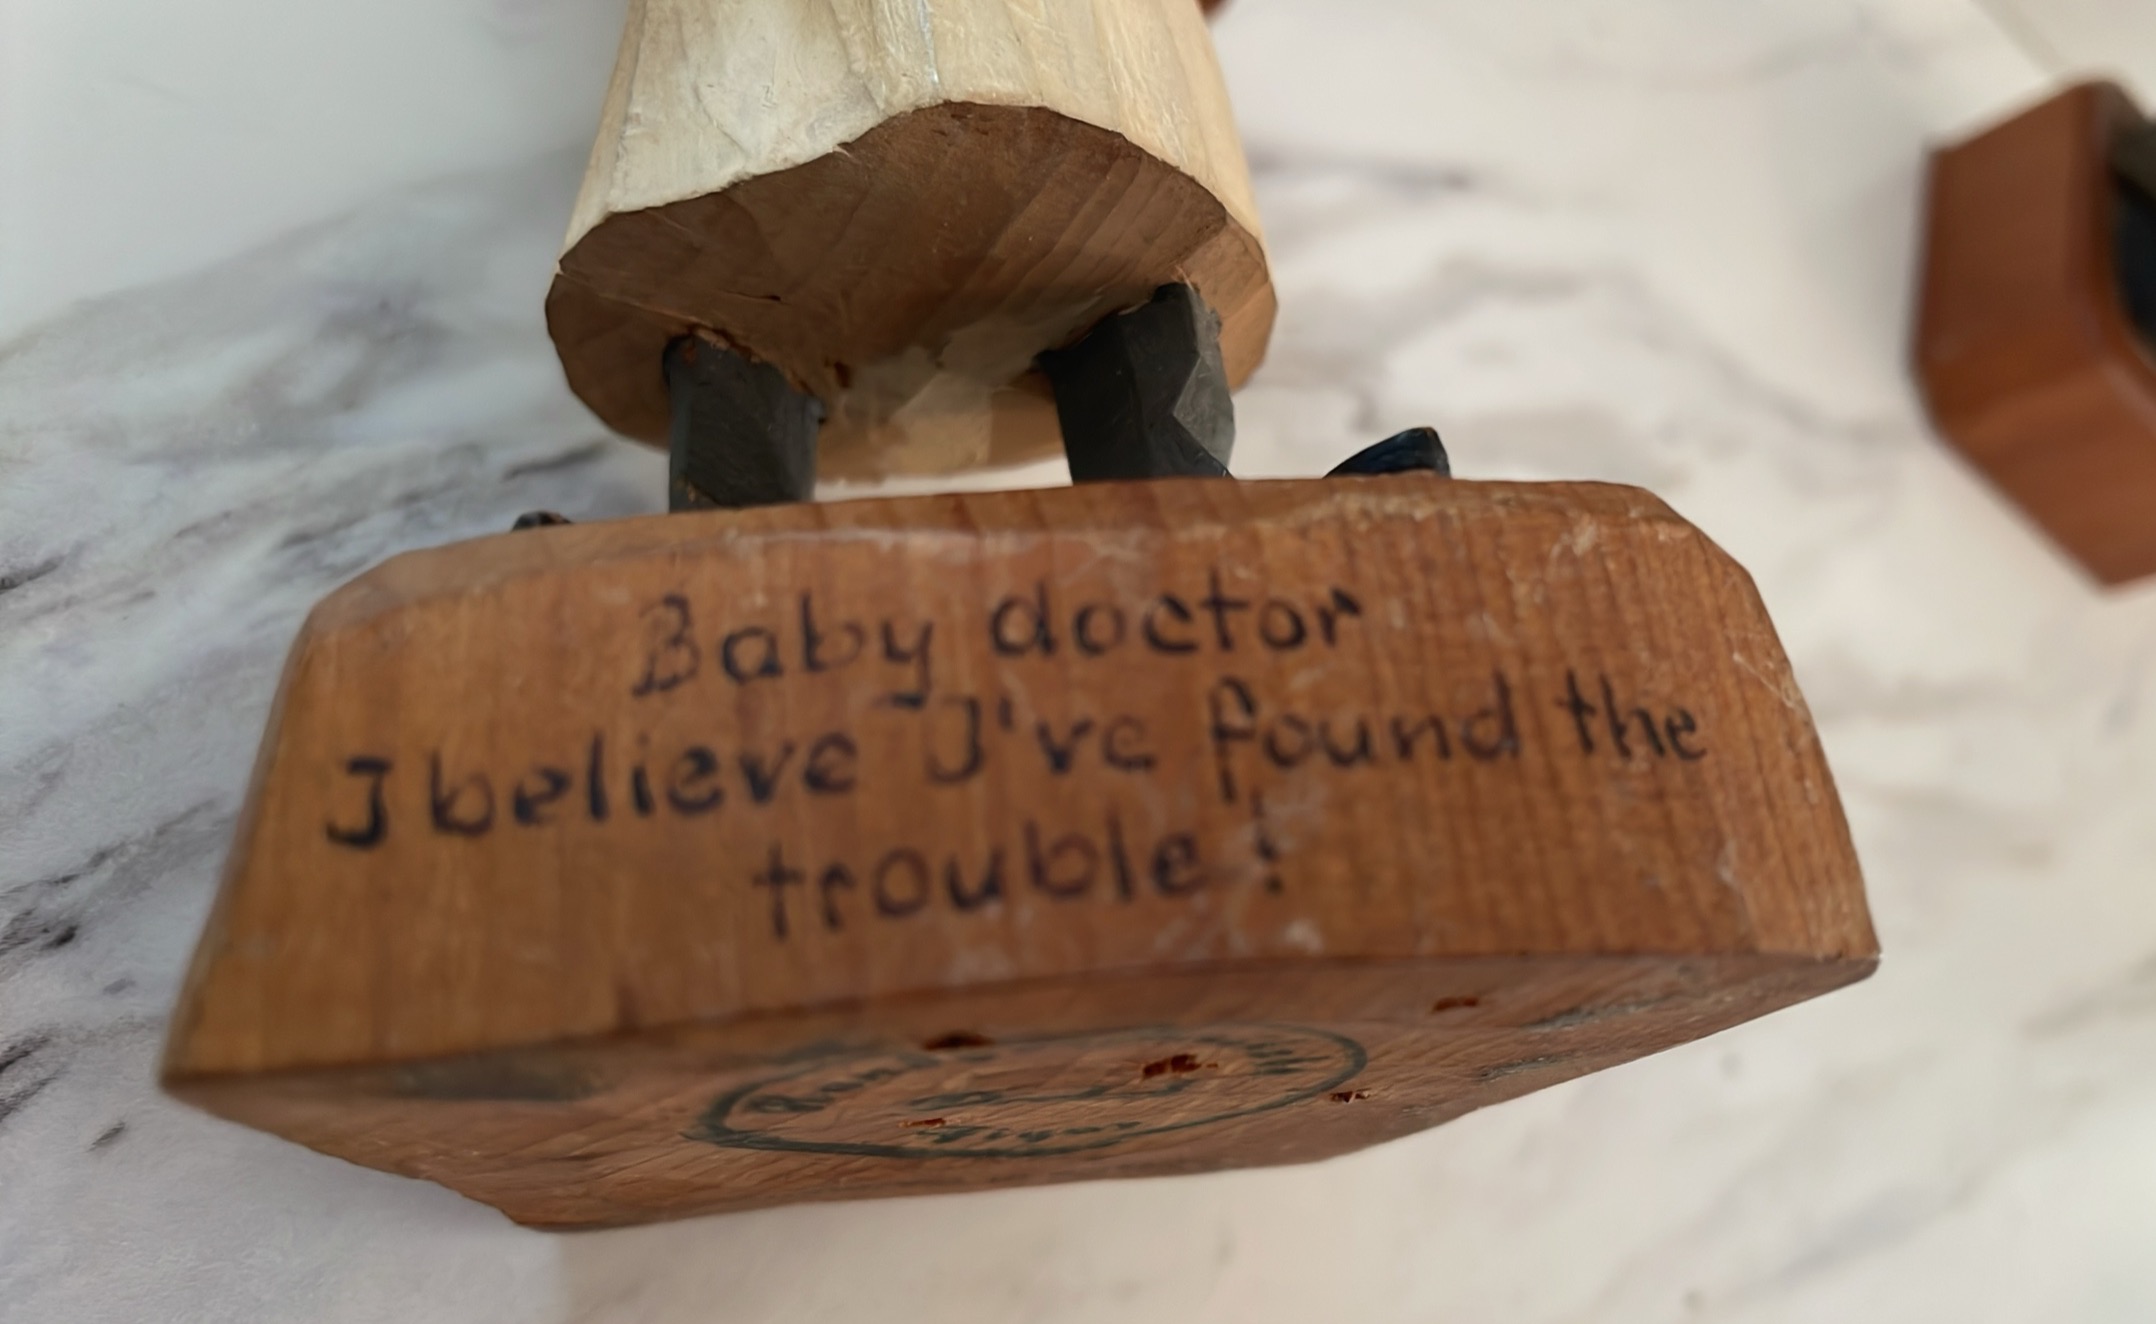 Baby doctor
I believe I've found the
trouble!